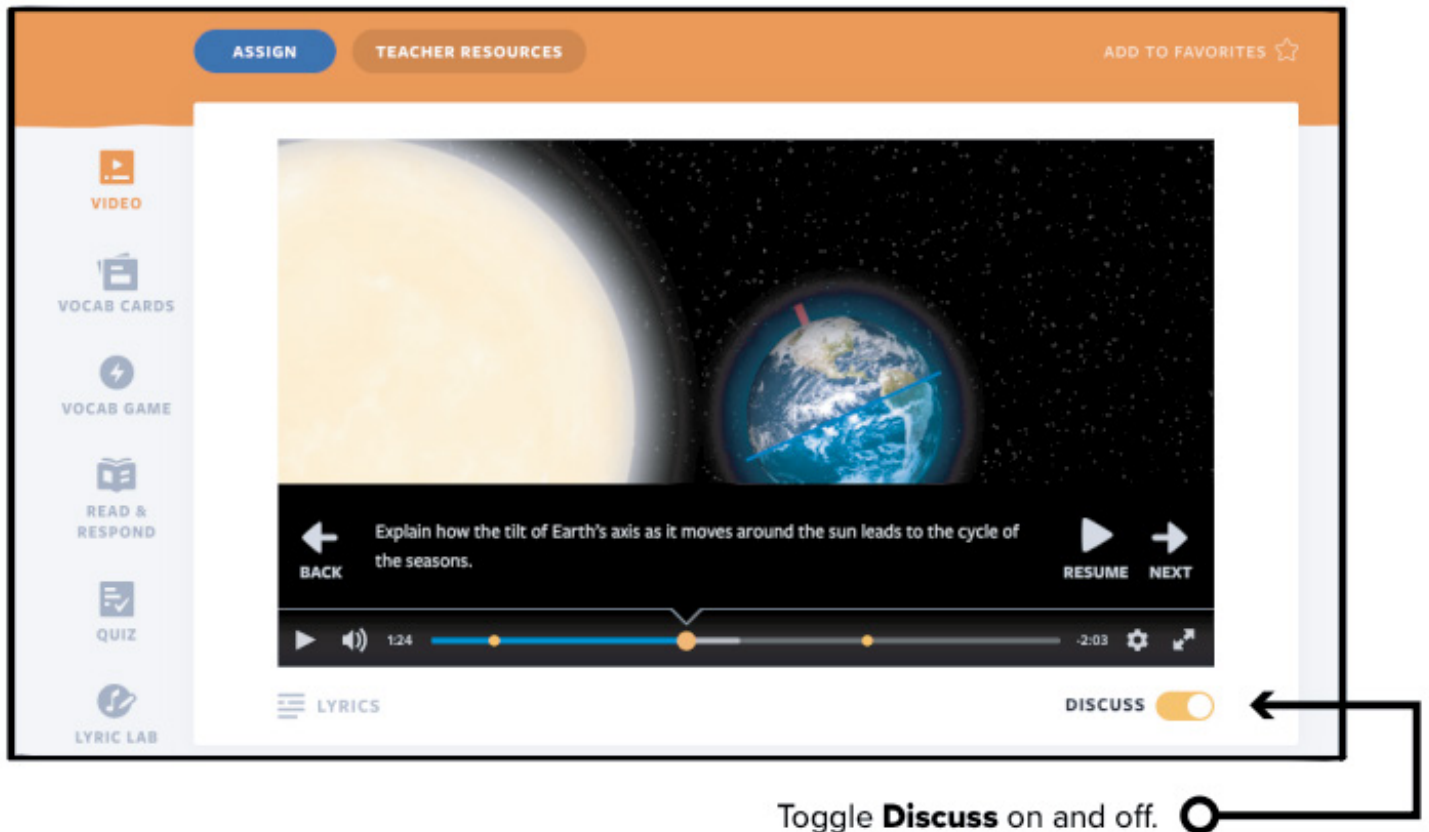 ASSIGN
TEACHER RESOURCES
ADD TO FAVORITES
VIDEO
VOCAB CARDS
VOCAB GAME
READ &
RESPOND
QUIZ
LYRIC LAB
BACK
Explain how the tilt of Earth's axis as it moves around the sun leads to the cycle of
the seasons.
RESUME
NEXT
1:24
-2:03
LYRICS
DISCUSS
Toggle Discuss on and off.